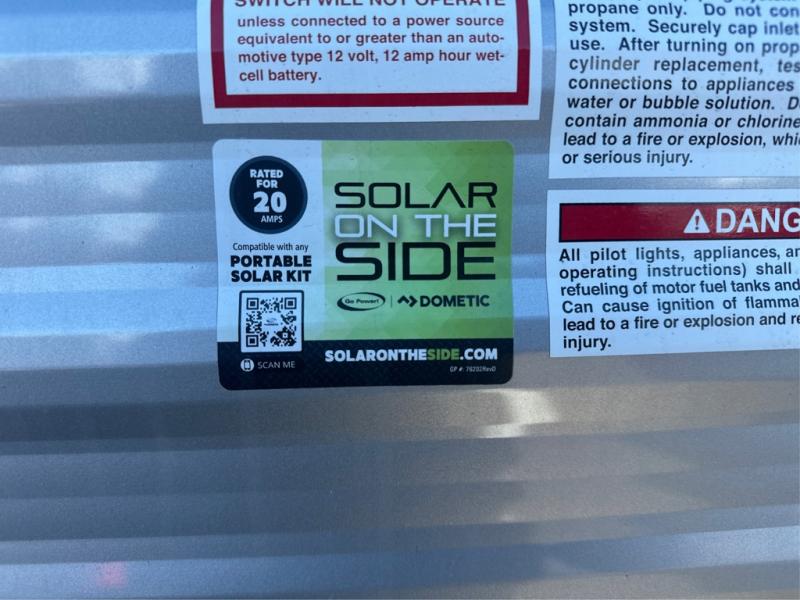 SWITCH WILL NOT OPERATE
unless connected to a power source
equivalent to or greater than an auto-
motive type 12 volt, 12 amp hour wet-
cell battery.
RATED
FOR
20
AMPS
Compatible with any
PORTABLE
SOLAR KIT
SCAN ME
SOLAR
ON THE
SIDE
Go Power!
DOMETIC
SOLARONTHESIDE.COM
GP #: 76202RevD
propane only. Do not con
system. Securely cap inlet
use. After turning on prop
cylinder replacement, tes
connections to appliances
water or bubble solution. D
contain ammonia or chlorine
lead to a fire or explosion, whi
or serious injury.
DANG
All pilot lights, appliances, an
operating instructions) shall
refueling of motor fuel tanks and
Can cause ignition of flamma
lead to a fire or explosion and re
injury.